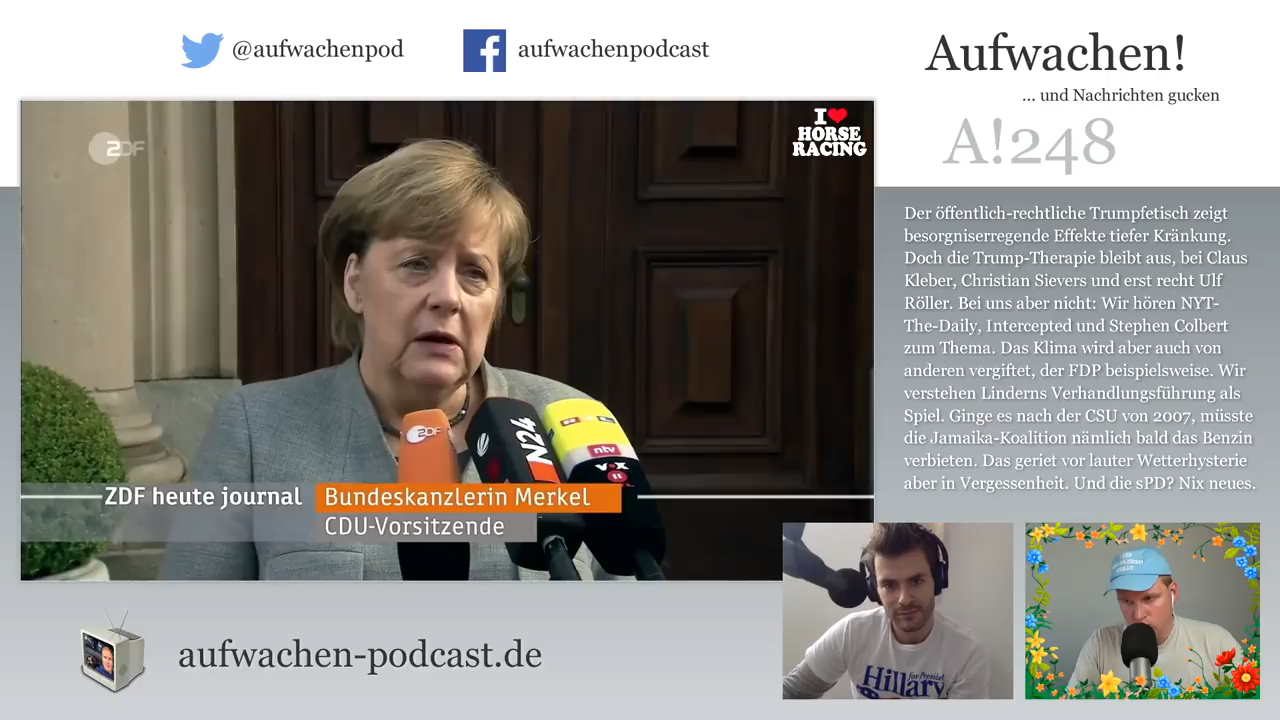 @aufwachenpod
aufwachenpodcast
Aufwachen!
... und Nachrichten gucken
A!248
ZDF
I
HORSE
RACING
Der öffentlich-rechtliche Trumpfetisch zeigt
besorgniserregende Effekte tiefer Kränkung.
Doch die Trump-Therapie bleibt aus, bei Claus
Kleber, Christian Sievers und erst recht Ulf
Röller. Bei uns aber nicht: Wir hören NYT-
The-Daily, Intercepted und Stephen Colbert
zum Thema. Das Klima wird aber auch von
anderen vergiftet, der FDP beispielsweise. Wir
verstehen Linderns Verhandlungsführung als
Spiel. Ginge es nach der CSU von 2007, müsste
die Jamaika-Koalition nämlich bald das Benzin
verbieten. Das geriet vor lauter Wetterhysterie
aber in Vergessenheit. Und die sPD? Nix neues.
ZDF
N24
RTL
ntv
VOX
ZDF heute journal
Bundeskanzlerin Merkel
CDU-Vorsitzende
for President
Hillary
aufwachen-podcast.de